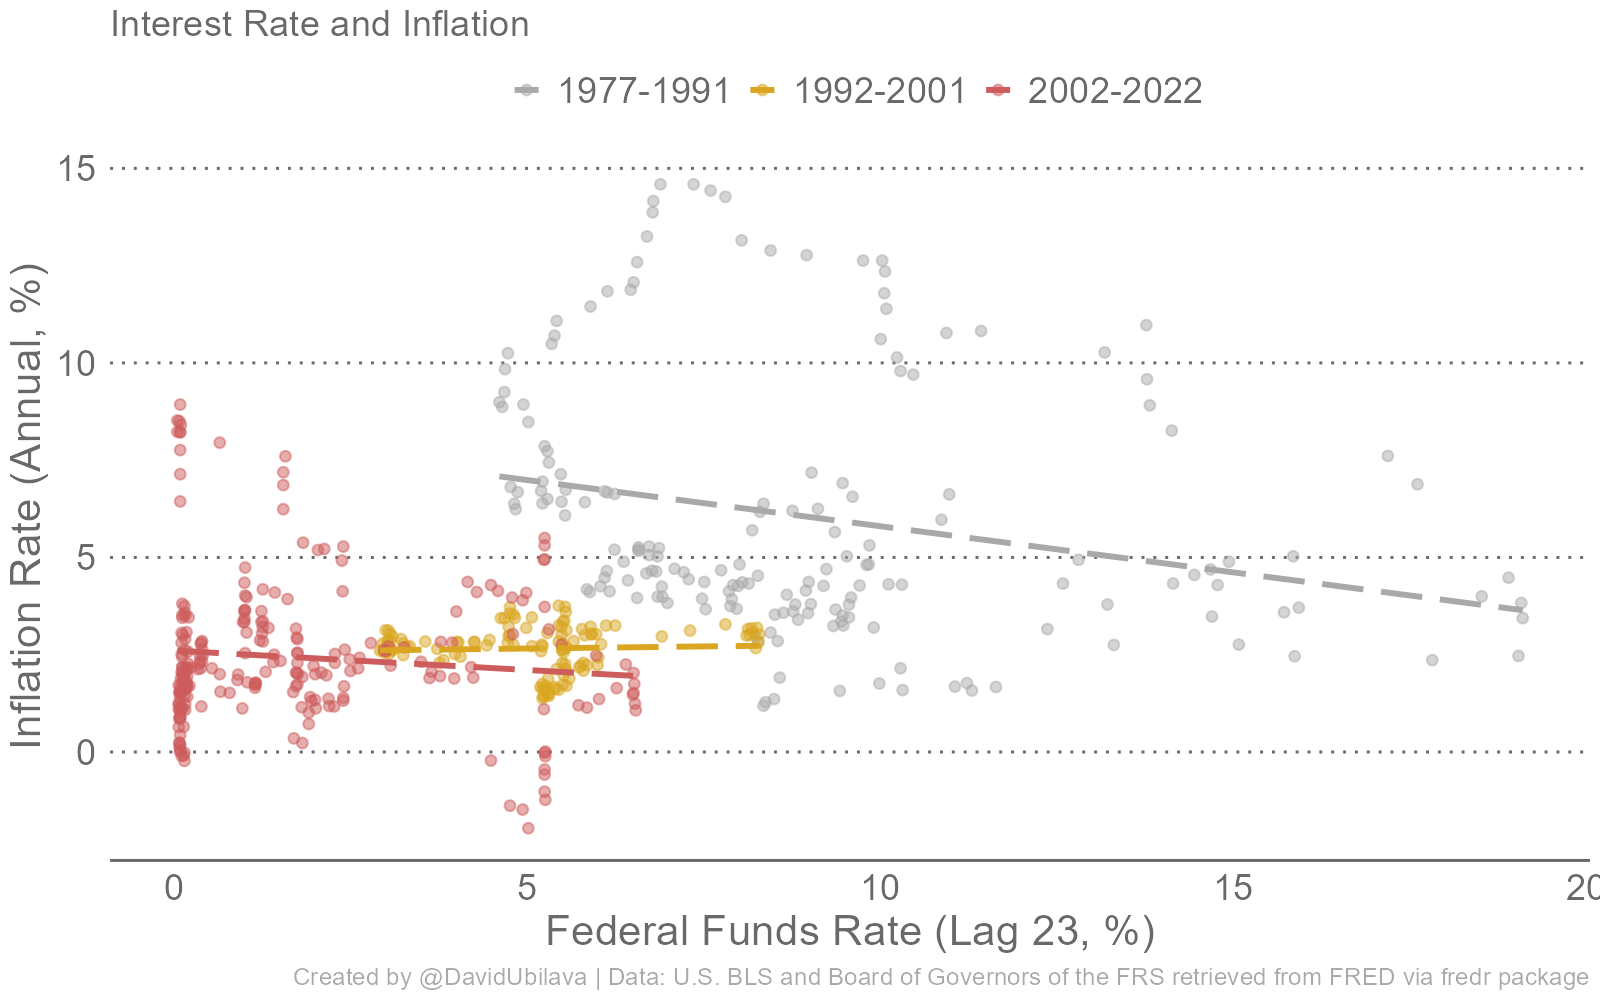 Interest Rate and Inflation
1977-1991 1992-2001 2002-2022
Inflation Rate (Annual, %)
15
10
5
0
0 5 10 15 20
Federal Funds Rate (Lag 23, %)
Created by @DavidUbilava | Data: U.S. BLS and Board of Governors of the FRS retrieved from FRED via fredr package